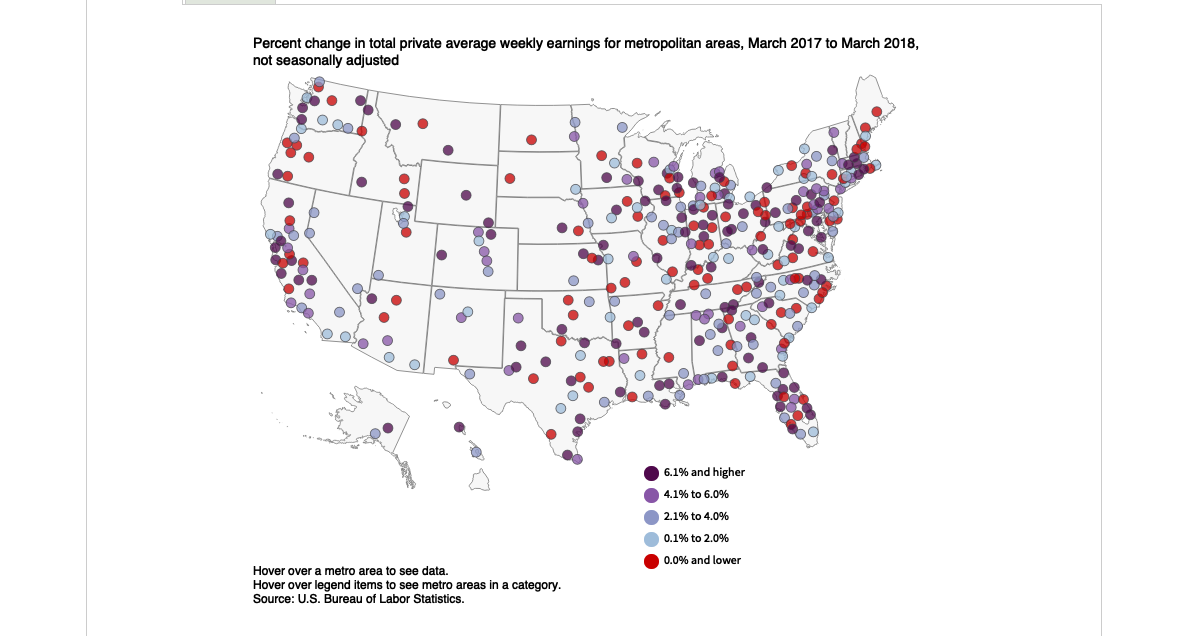 Percent change in total private average weekly earnings for metropolitan areas, March 2017 to March 2018,
not seasonally adjusted
6.1% and higher
4.1% to 6.0%
2.1% to 4.0%
0.1% to 2.0%
0.0% and lower
Hover over a metro area to see data.
Hover over legend items to see metro areas in a category.
Source: U.S. Bureau of Labor Statistics.